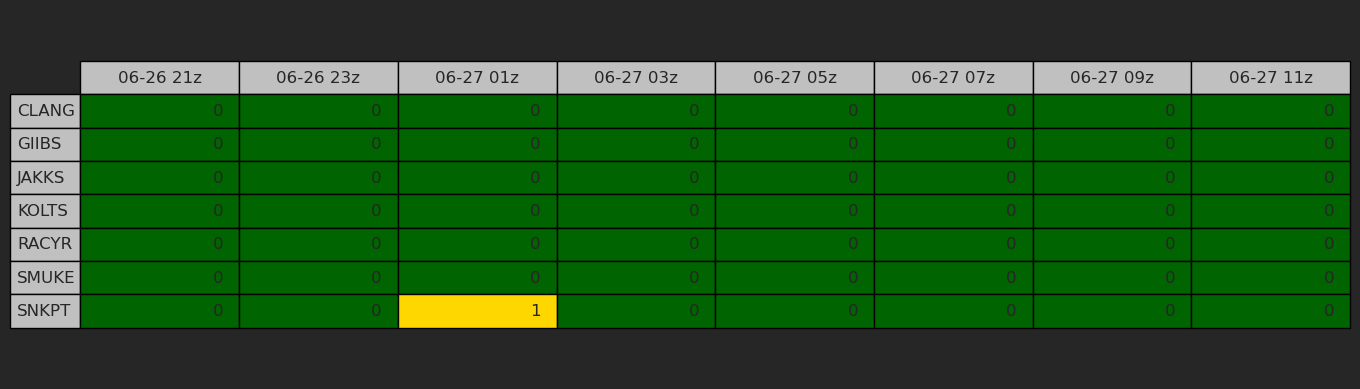 06-26 21z 06-26 23z 06-27 01z 06-27 03z 06-27 05z 06-27 07z 06-27 09z 06-27 11z
CLANG 0 0 0 0 0 0 0 0
GIIBS 0 0 0 0 0 0 0 0
JAKKS 0 0 0 0 0 0 0 0
KOLTS 0 0 0 0 0 0 0 0
RACYR 0 0 0 0 0 0 0 0
SMUKE 0 0 0 0 0 0 0 0
SNKPT 0 0 1 0 0 0 0 0